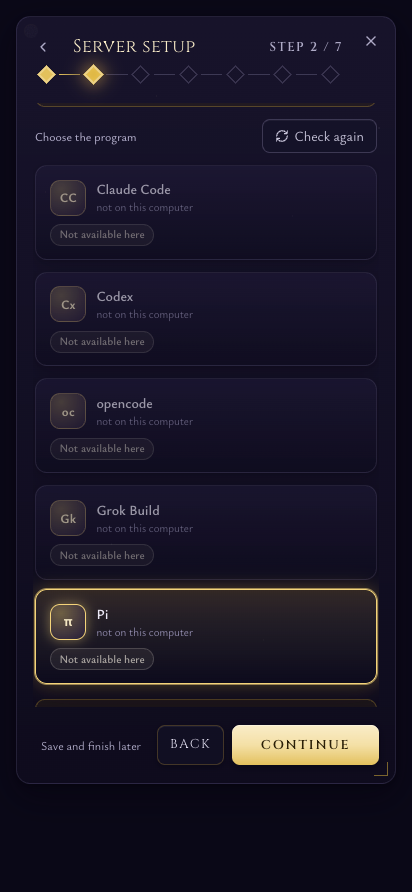 SERVER SETUP
STEP 2 / 7
Choose the program
Check again
CC
Claude Code
not on this computer
Not available here
Cx
Codex
not on this computer
Not available here
oc
opencode
not on this computer
Not available here
Gk
Grok Build
not on this computer
Not available here
π
Pi
not on this computer
Not available here
Save and finish later
BACK
CONTINUE